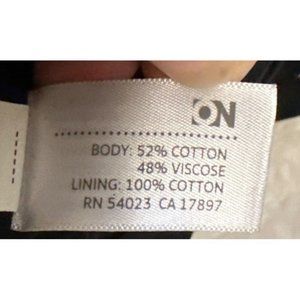 ON
BODY: 52% COTTON
48% VISCOSE
LINING: 100% COTTON
RN 54023 CA 17897